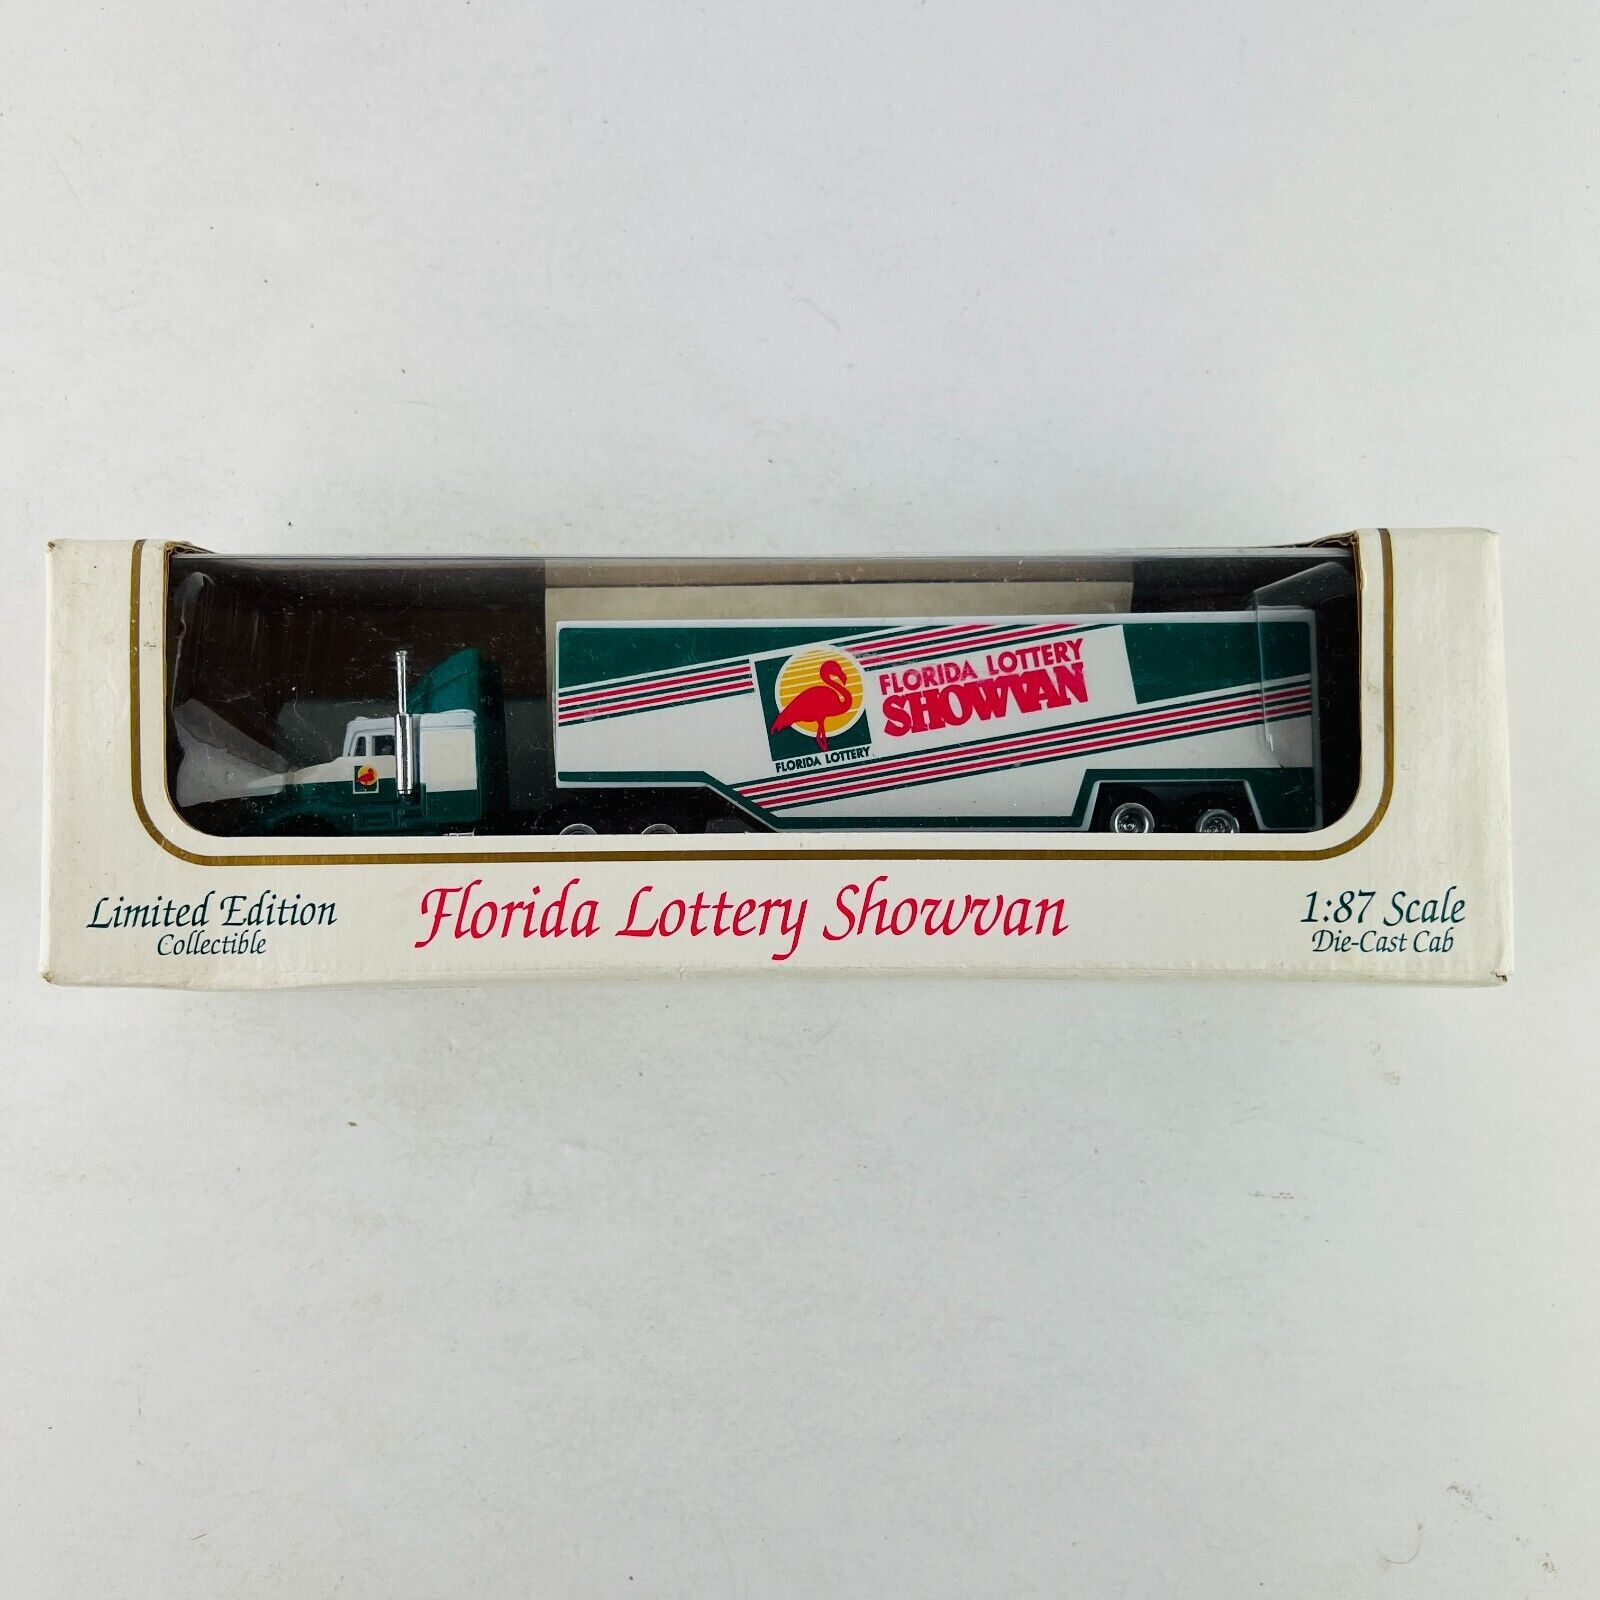 FLORIDA LOTTERY
SHOWVAN
FLORIDA LOTTERY
Limited Edition
Collectible
Florida Lottery Showvan
1:87 Scale
Die-Cast Cab